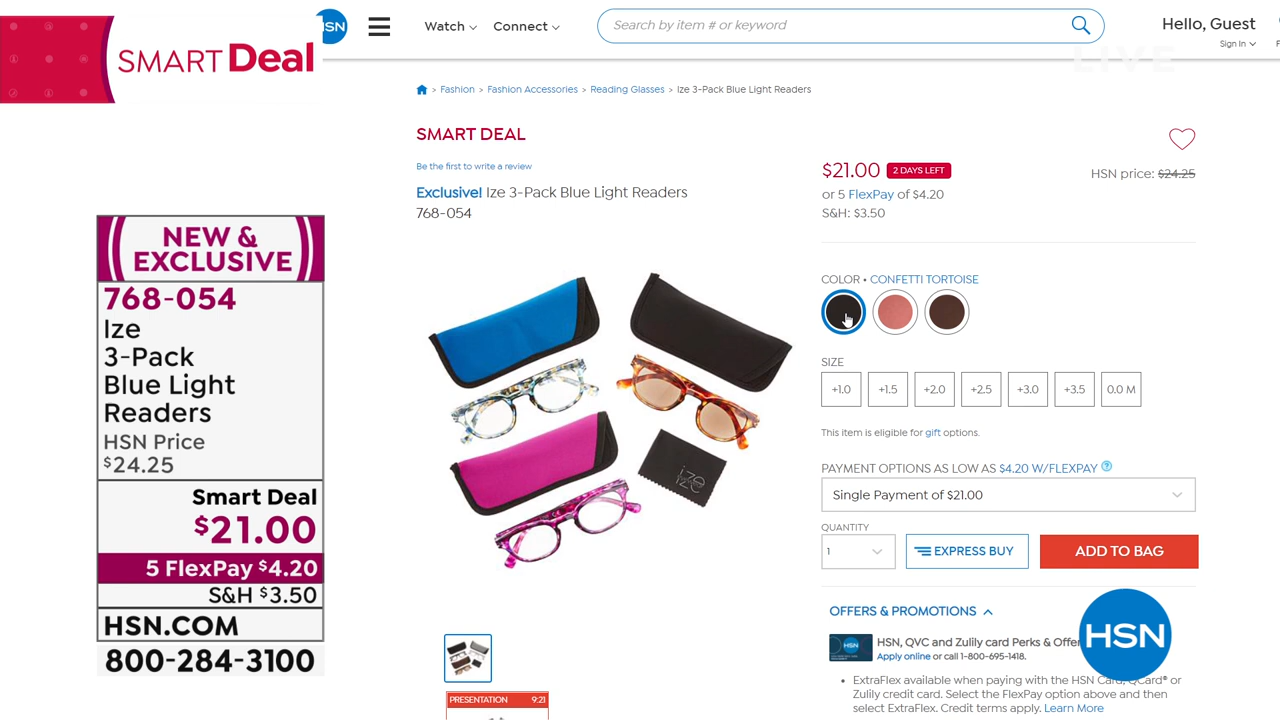 SMART Deal
HSN
Watch
Connect
Search by item # or keyword
Hello, Guest
Sign In
LIVE
> Fashion > Fashion Accessories > Reading Glasses > Ize 3-Pack Blue Light Readers
SMART DEAL
Be the first to write a review
Exclusive! Ize 3-Pack Blue Light Readers
768-054
$21.00 2 DAYS LEFT
HSN price: $24.25
or 5 FlexPay of $4.20
S&H: $3.50
COLOR • CONFETTI TORTOISE
SIZE
+1.0 +1.5 +2.0 +2.5 +3.0 +3.5 0.0 M
This item is eligible for gift options.
PAYMENT OPTIONS AS LOW AS $4.20 W/FLEXPAY ?
Single Payment of $21.00
QUANTITY
1
EXPRESS BUY
ADD TO BAG
OFFERS & PROMOTIONS
HSN
HSN, QVC and Zulily card Perks & Offe
Apply online or call 1-800-695-1418.
• ExtraFlex available when paying with the HSN Card, QCard® or
Zulily credit card. Select the FlexPay option above and then
select ExtraFlex. Credit terms apply. Learn More
HSN
ize
ize
PRESENTATION 9:21
NEW &
EXCLUSIVE
768-054
Ize
3-Pack
Blue Light
Readers
HSN Price
$24.25
Smart Deal
$21.00
5 FlexPay $4.20
S&H $3.50
HSN.COM
800-284-3100